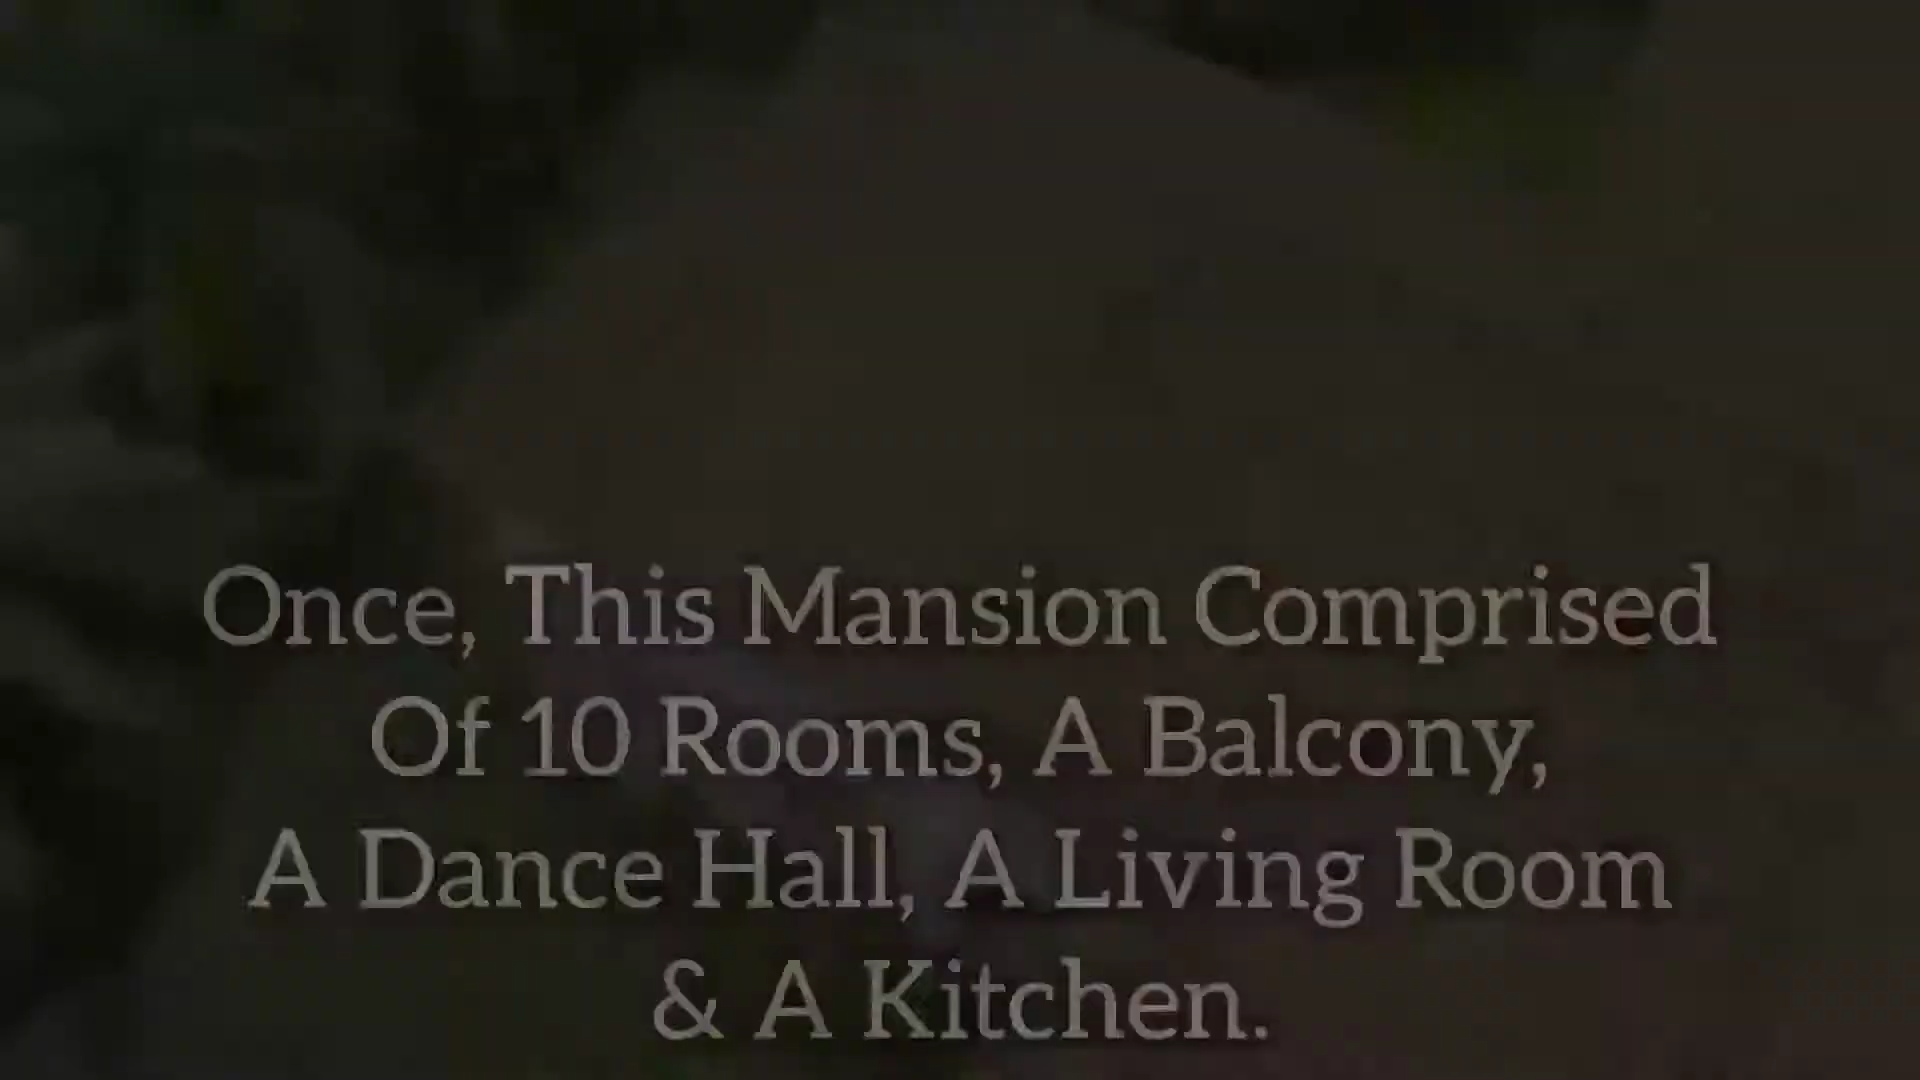 Once, This Mansion Comprised
Of 10 Rooms, A Balcony,
A Dance Hall, A Living Room
& A Kitchen.